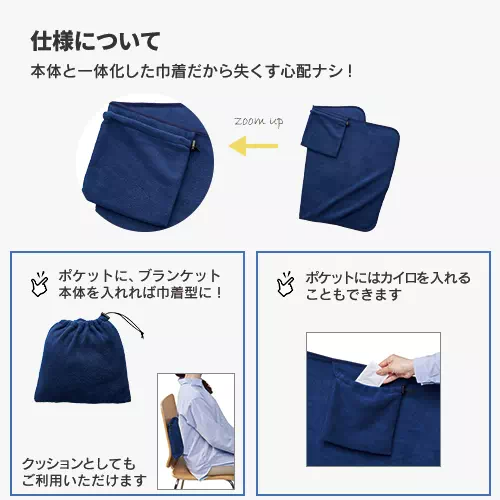 仕様について
本体と一体化した巾着だから失くす心配ナシ！
zoom up
ポケットに、ブランケット
本体を入れれば巾着型に！
クッションとしても
ご利用いただけます
ポケットにはカイロを入れる
こともできます